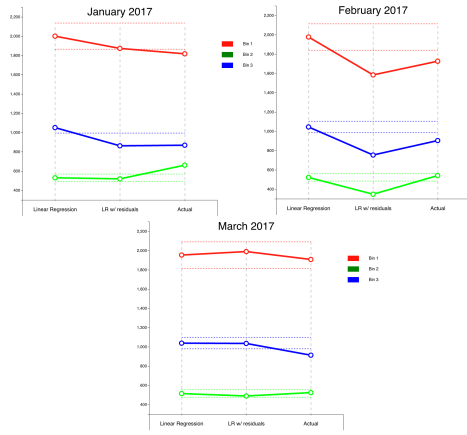 January 2017
2,200
2,000
1,800
1,600
1,400
1,200
1,000
800
600
400
Linear Regression LR w/ residuals Actual
Bin 1
Bin 2
Bin 3
February 2017
2,200
2,000
1,800
1,600
1,400
1,200
1,000
800
600
400
Linear Regression LR w/ residuals Actual
March 2017
2,200
2,000
1,800
1,600
1,400
1,200
1,000
800
600
400
Linear Regression LR w/ residuals Actual
Bin 1
Bin 2
Bin 3